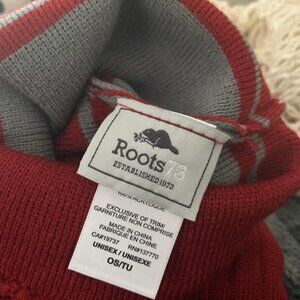 Roots73
ESTABLISHED 1973
100% ACRYLIQUE
EXCLUSIVE OF TRIM/
GARNITURE NON COMPRISE
MADE IN CHINA
FABRIQUÉ EN CHINE
CA#19737 RN#137770
UNISEX / UNISEXE
OS/TU